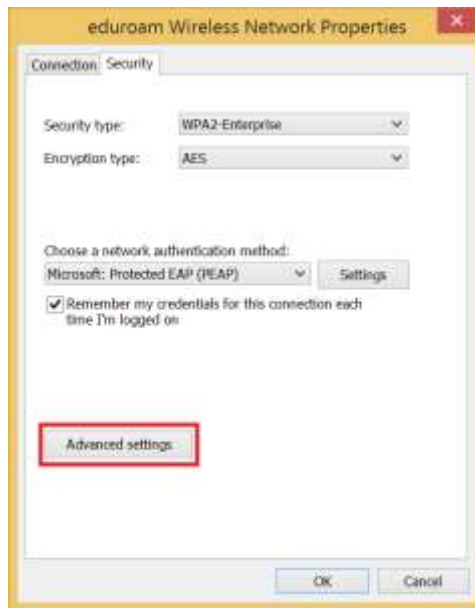 eduroam Wireless Network Properties
Connection Security
Security type: WPA2-Enterprise
Encryption type: AES
Choose a network authentication method:
Microsoft: Protected EAP (PEAP) Settings
Remember my credentials for this connection each
time I'm logged on
Advanced settings
OK Cancel